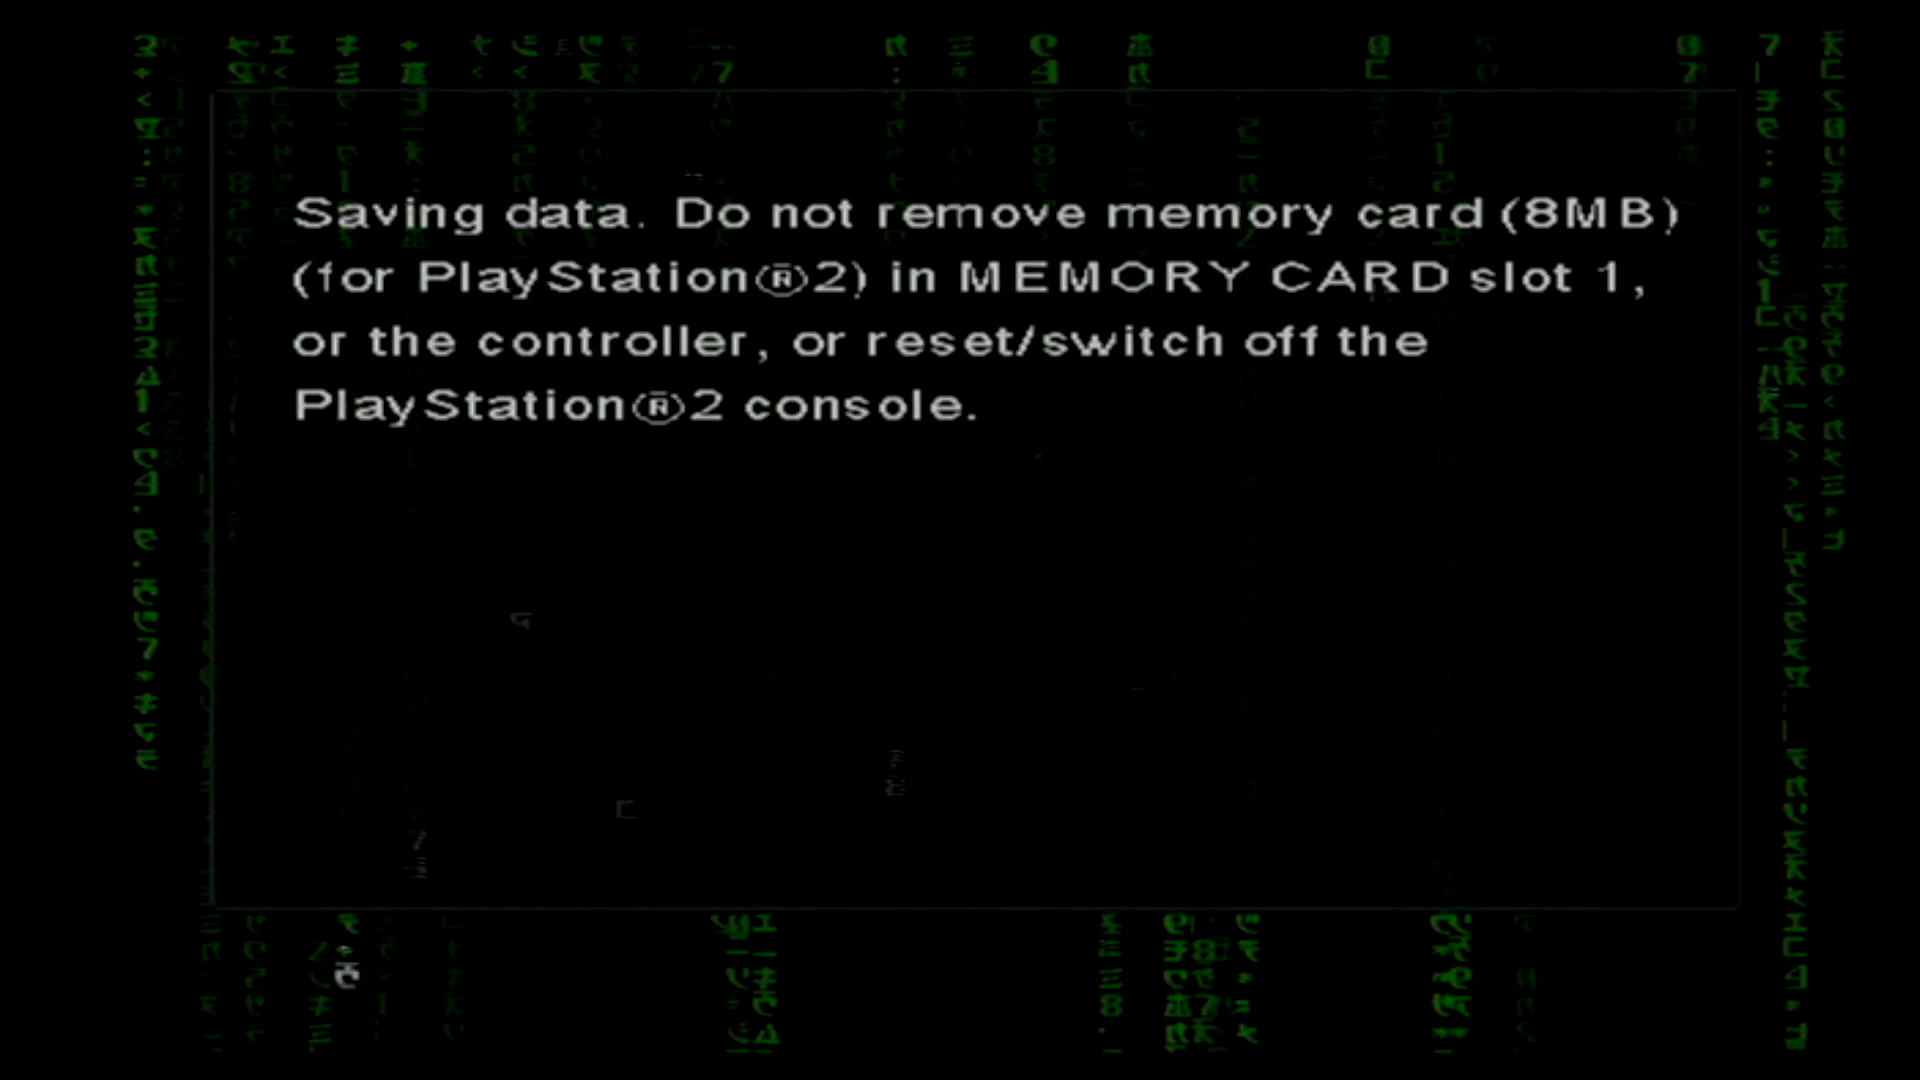 Saving data. Do not remove memory card (8MB)
(for PlayStation®2) in MEMORY CARD slot 1,
or the controller, or reset/switch off the
PlayStation®2 console.